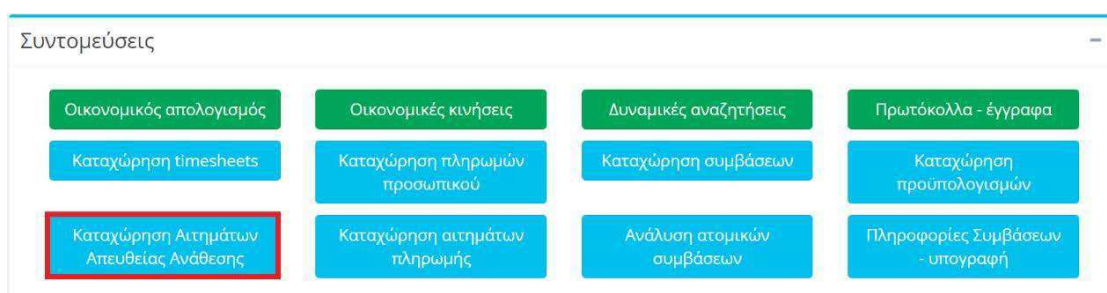 Συντομεύσεις
Οικονομικός απολογισμός
Οικονομικές κινήσεις
Δυναμικές αναζητήσεις
Πρωτόκολλα - έγγραφα
Καταχώρηση timesheets
Καταχώρηση πληρωμών
προσωπικού
Καταχώρηση συμβάσεων
Καταχώρηση
προϋπολογισμών
Καταχώρηση Αιτημάτων
Απευθείας Ανάθεσης
Καταχώρηση αιτημάτων
πληρωμής
Ανάλυση ατομικών
συμβάσεων
Πληροφορίες Συμβάσεων
- υπογραφή